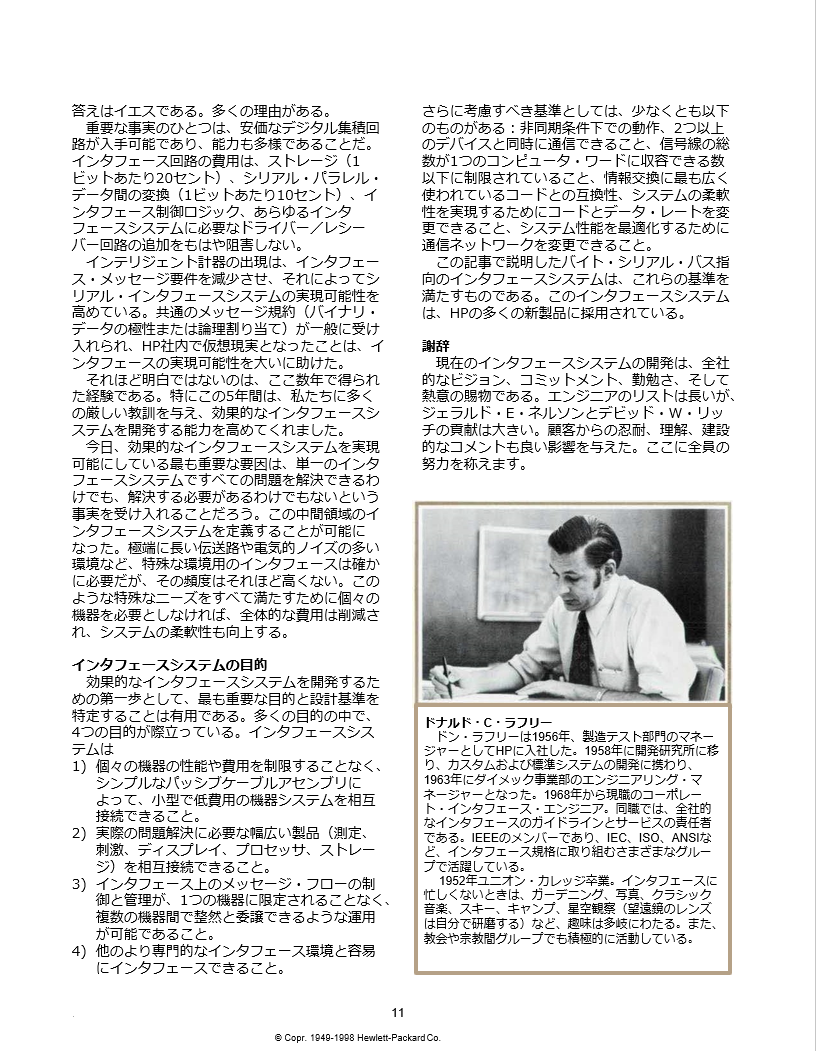 答えはイエスである。多くの理由がある。
重要な事実のひとつは、安価なデジタル集積回
路が入手可能であり、能力も多様であることだ。
インタフェース回路の費用は、ストレージ（1
ビットあたり20セント）、シリアル・パラレル・
データ間の変換（1ビットあたり10セント）、イ
ンタフェース制御ロジック、あらゆるインタ
フェースシステムに必要なドライバー／レシー
バー回路の追加をもはや阻害しない。
インテリジェント計器の出現は、インタフェー
ス・メッセージ要件を減少させ、それによってシ
リアル・インタフェースシステムの実現可能性を
高めている。共通のメッセージ規約（バイナリ・
データの極性または論理割り当て）が一般に受け
入れられ、HP社内で仮想現実となったことは、イ
ンタフェースの実現可能性を大いに助けた。
それほど明白ではないのは、ここ数年で得られ
た経験である。特にこの5年間は、私たちに多く
の厳しい教訓を与え、効果的なインタフェースシ
ステムを開発する能力を高めてくれました。
今日、効果的なインタフェースシステムを実現
可能にしている最も重要な要因は、単一のインタ
フェースシステムですべての問題を解決できるわ
けでも、解決する必要があるわけでもないという
事実を受け入れることだろう。この中間領域のイ
ンタフェースシステムを定義することが可能に
なった。極端に長い伝送路や電気的ノイズの多い
環境など、特殊な環境用のインタフェースは確か
に必要だが、その頻度はそれほど高くない。この
ような特殊なニーズをすべて満たすために個々の
機器を必要としなければ、全体的な費用は削減さ
れ、システムの柔軟性も向上する。
インタフェースシステムの目的
効果的なインタフェースシステムを開発するた
めの第一歩として、最も重要な目的と設計基準を
特定することは有用である。多くの目的の中で、
4つの目的が際立っている。インタフェースシス
テムは
1) 個々の機器の性能や費用を制限することなく、
シンプルなパッシブケーブルアセンブリに
よって、小型で低費用の機器システムを相互
接続できること。
2) 実際の問題解決に必要な幅広い製品（測定、
刺激、ディスプレイ、プロセッサ、ストレー
ジ）を相互接続できること。
3) インタフェース上のメッセージ・フローの制
御と管理が、1つの機器に限定されることなく、
複数の機器間で整然と委譲できるような運用
が可能であること。
4) 他のより専門的なインタフェース環境と容易
にインタフェースできること。
さらに考慮すべき基準としては、少なくとも以下
のものがある：非同期条件下での動作、2つ以上
のデバイスと同時に通信できること、信号線の総
数が1つのコンピュータ・ワードに収容できる数
以下に制限されていること、情報交換に最も広く
使われているコードとの互換性、システムの柔軟
性を実現するためにコードとデータ・レートを変
更できること、システム性能を最適化するために
通信ネットワークを変更できること。
この記事で説明したバイト・シリアル・バス指
向のインタフェースシステムは、これらの基準を
満たすものである。このインタフェースシステム
は、HPの多くの新製品に採用されている。
謝辞
現在のインタフェースシステムの開発は、全社
的なビジョン、コミットメント、勤勉さ、そして
熱意の賜物である。エンジニアのリストは長いが、
ジェラルド・E・ネルソンとデビッド・W・リッ
チの貢献は大きい。顧客からの忍耐、理解、建設
的なコメントも良い影響を与えた。ここに全員の
努力を称えます。
ドナルド・C・ラフリー
ドン・ラフリーは1956年、製造テスト部門のマネー
ジャーとしてHPに入社した。1958年に開発研究所に移
り、カスタムおよび標準システムの開発に携わり、
1963年にダイメック事業部のエンジニアリング・マ
ネージャーとなった。1968年から現職のコーポレー
ト・インタフェース・エンジニア。同職では、全社的
なインタフェースのガイドラインとサービスの責任者
である。IEEEのメンバーであり、IEC、ISO、ANSIな
ど、インタフェース規格に取り組むさまざまなグルー
プで活躍している。
1952年ユニオン・カレッジ卒業。インタフェースに
忙しくないときは、ガーデニング、写真、クラシック
音楽、スキー、キャンプ、星空観察（望遠鏡のレンズ
は自分で研磨する）など、趣味は多岐にわたる。また、
教会や宗教間グループでも積極的に活動している。
11
© Copr. 1949-1998 Hewlett-Packard Co.